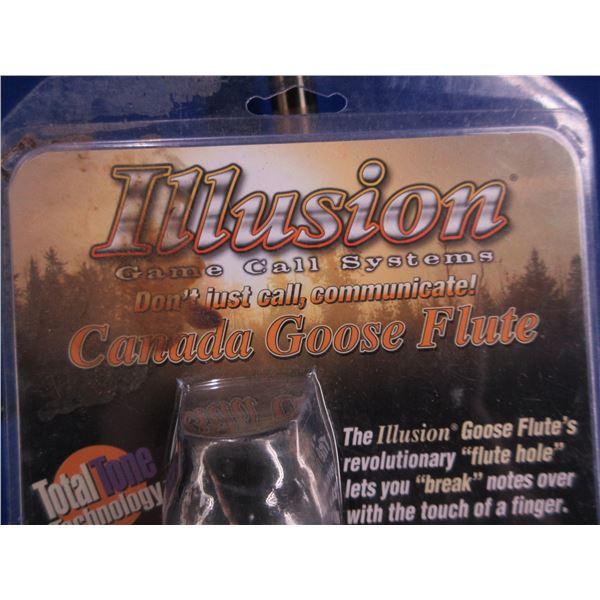 Illusion®
Game Call Systems
Don't just call, communicate!
Canada Goose Flute
The Illusion® Goose Flute's
revolutionary "flute hole"
lets you "break" notes over
with the touch of a finger.
Total Tone
Technology